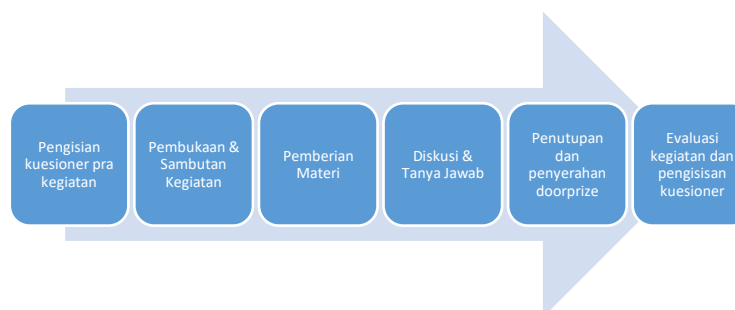 Pengisian
kuesioner pra
kegiatan
Pembukaan &
Sambutan
Kegiatan
Pemberian
Materi
Diskusi &
Tanya Jawab
Penutupan
dan
penyerahan
doorprize
Evaluasi
kegiatan dan
pengisisan
kuesioner